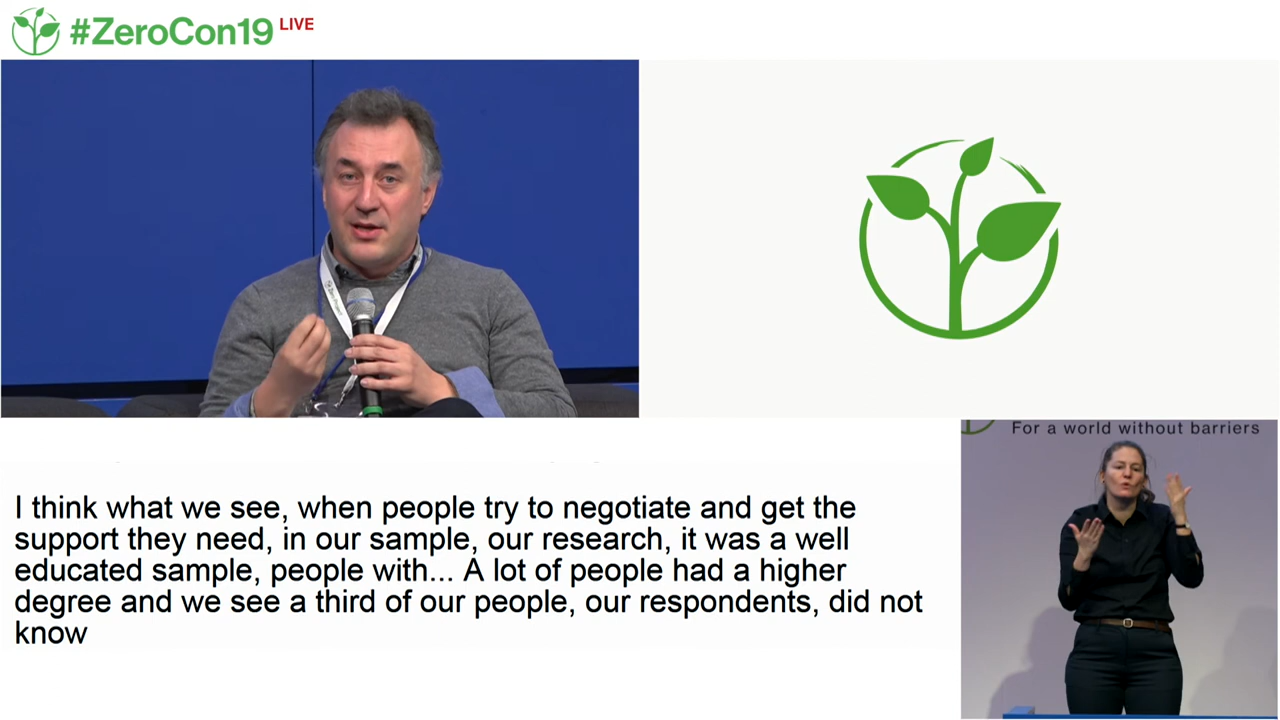 #ZeroCon19 LIVE
For a world without barriers
I think what we see, when people try to negotiate and get the
support they need, in our sample, our research, it was a well
educated sample, people with... A lot of people had a higher
degree and we see a third of our people, our respondents, did not
know